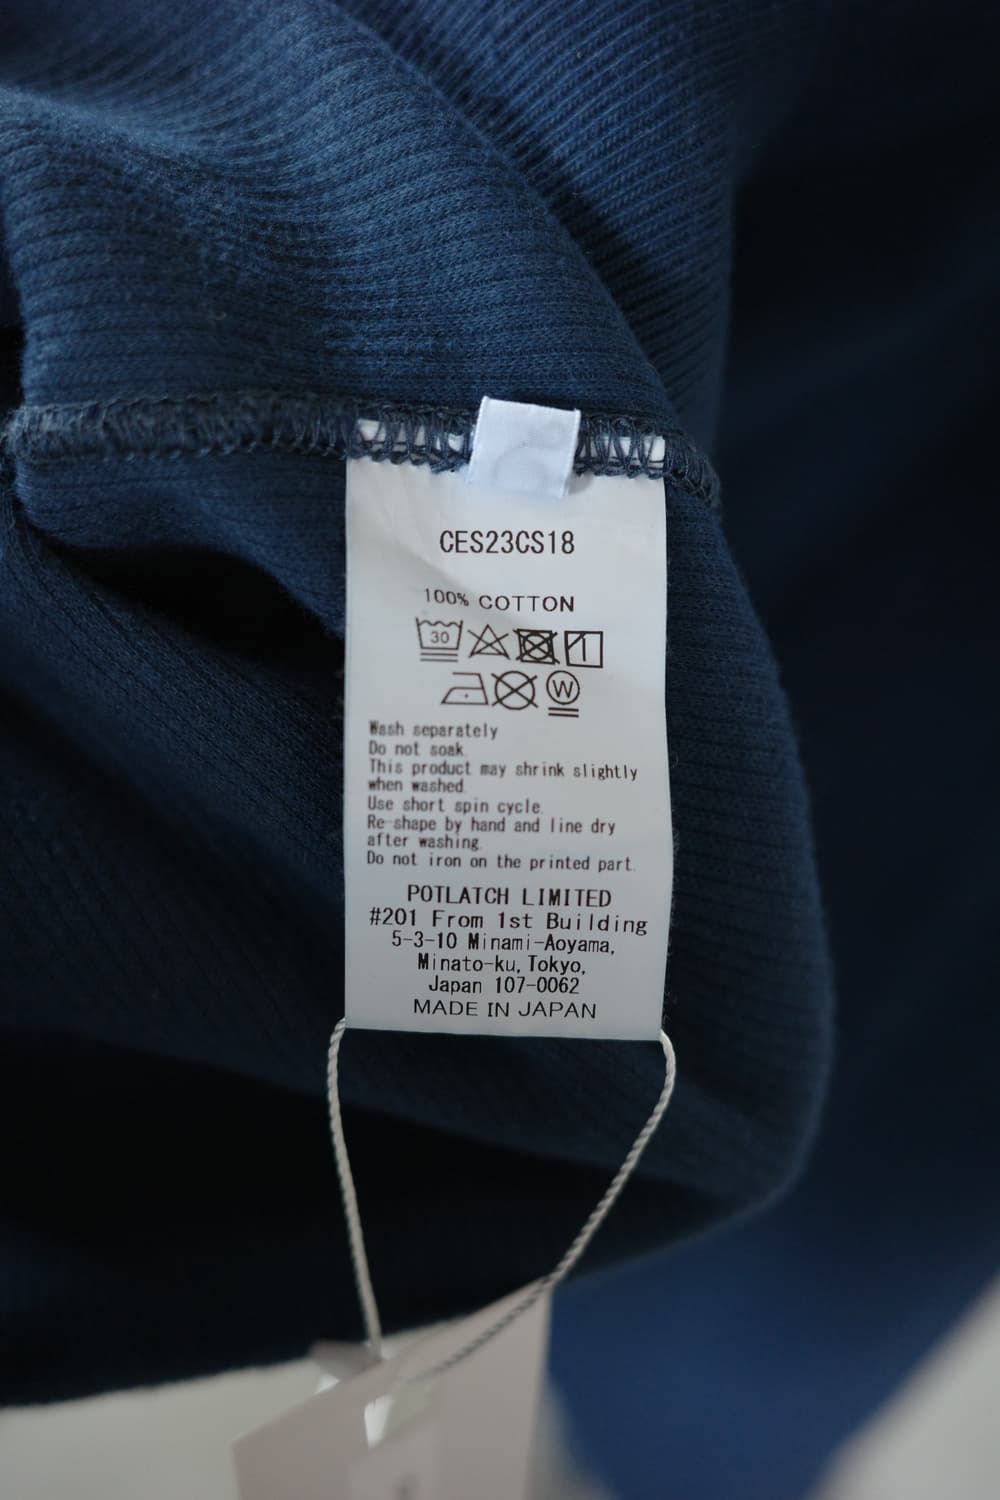 CES23CS18
100% COTTON
30
W
Wash separately
Do not soak.
This product may shrink slightly
when washed.
Use short spin cycle.
Re-shape by hand and line dry
after washing.
Do not iron on the printed part.
POTLATCH LIMITED
#201 From 1st Building
5-3-10 Minami-Aoyama,
Minato-ku, Tokyo,
Japan 107-0062
MADE IN JAPAN